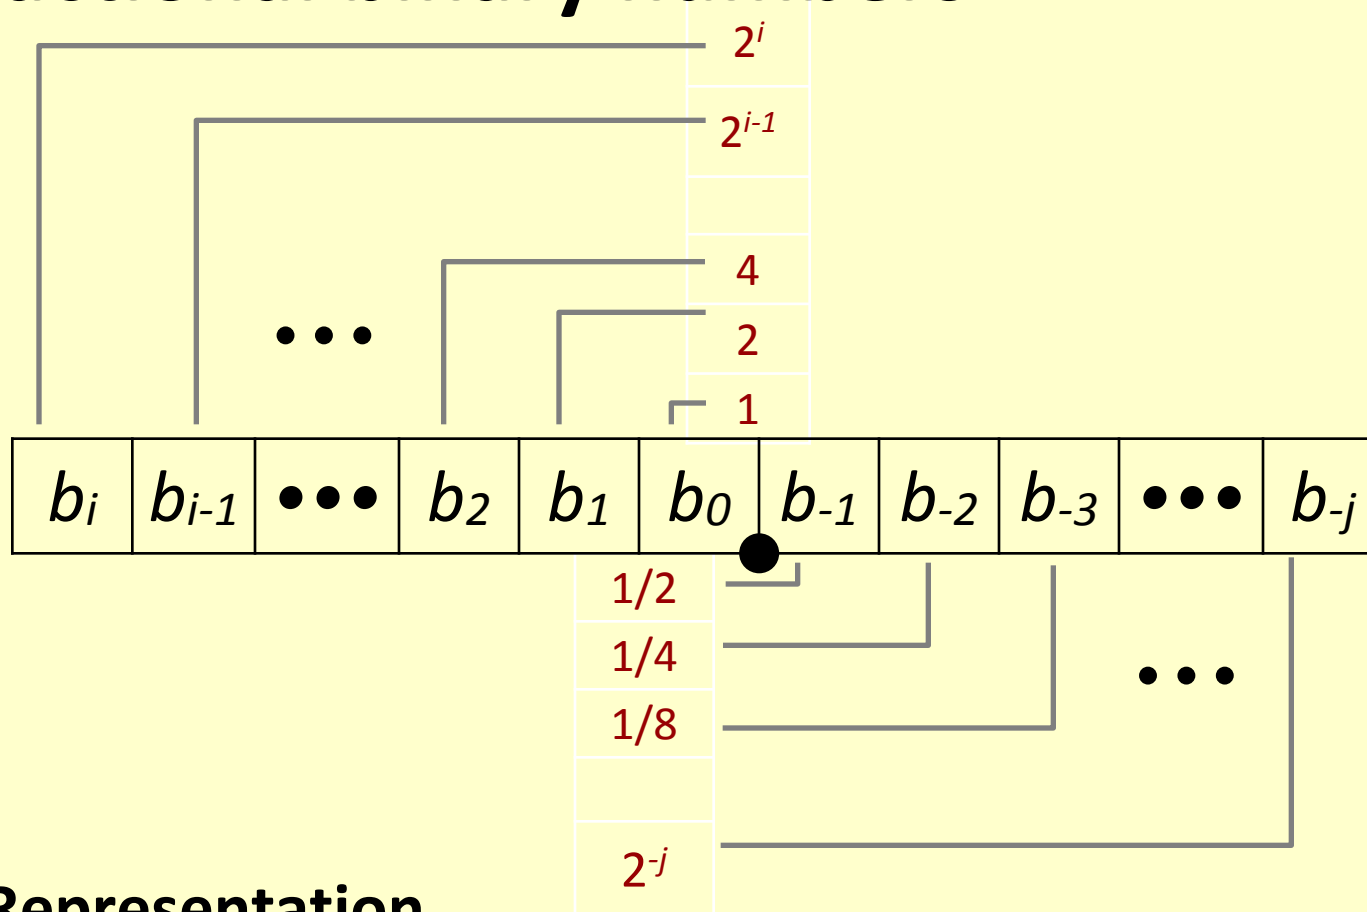 2^i
2^{i-1}
4
2
1
b_i b_{i-1} ••• b_2 b_1 b_0 b_{-1} b_{-2} b_{-3} ••• b_{-j}
1/2
1/4
1/8
2^{-j}
Representation